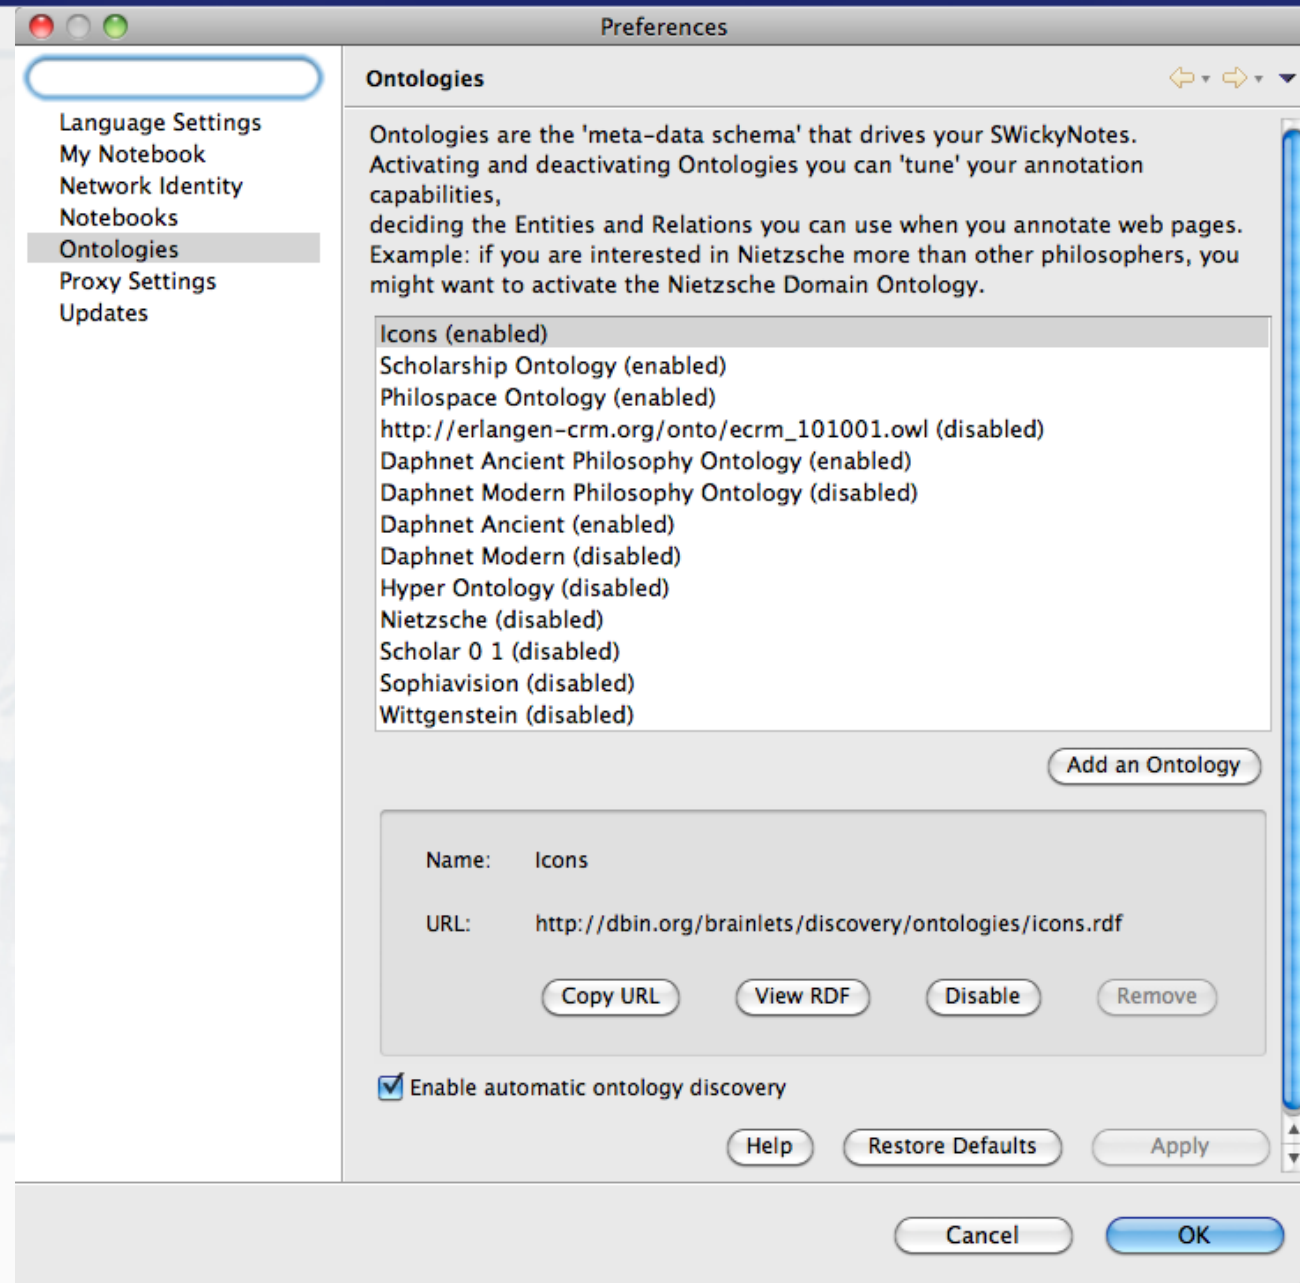 Preferences
Language Settings
My Notebook
Network Identity
Notebooks
Ontologies
Proxy Settings
Updates
Ontologies
Ontologies are the 'meta-data schema' that drives your SWickyNotes.
Activating and deactivating Ontologies you can 'tune' your annotation
capabilities,
deciding the Entities and Relations you can use when you annotate web pages.
Example: if you are interested in Nietzsche more than other philosophers, you
might want to activate the Nietzsche Domain Ontology.
Icons (enabled)
Scholarship Ontology (enabled)
Philospace Ontology (enabled)
http://erlangen-crm.org/onto/ecrm_101001.owl (disabled)
Daphnet Ancient Philosophy Ontology (enabled)
Daphnet Modern Philosophy Ontology (disabled)
Daphnet Ancient (enabled)
Daphnet Modern (disabled)
Hyper Ontology (disabled)
Nietzsche (disabled)
Scholar 0 1 (disabled)
Sophiavision (disabled)
Wittgenstein (disabled)
Add an Ontology
Name: Icons
URL: http://dbin.org/brainlets/discovery/ontologies/icons.rdf
Copy URL View RDF Disable Remove
Enable automatic ontology discovery
Help Restore Defaults Apply
Cancel OK